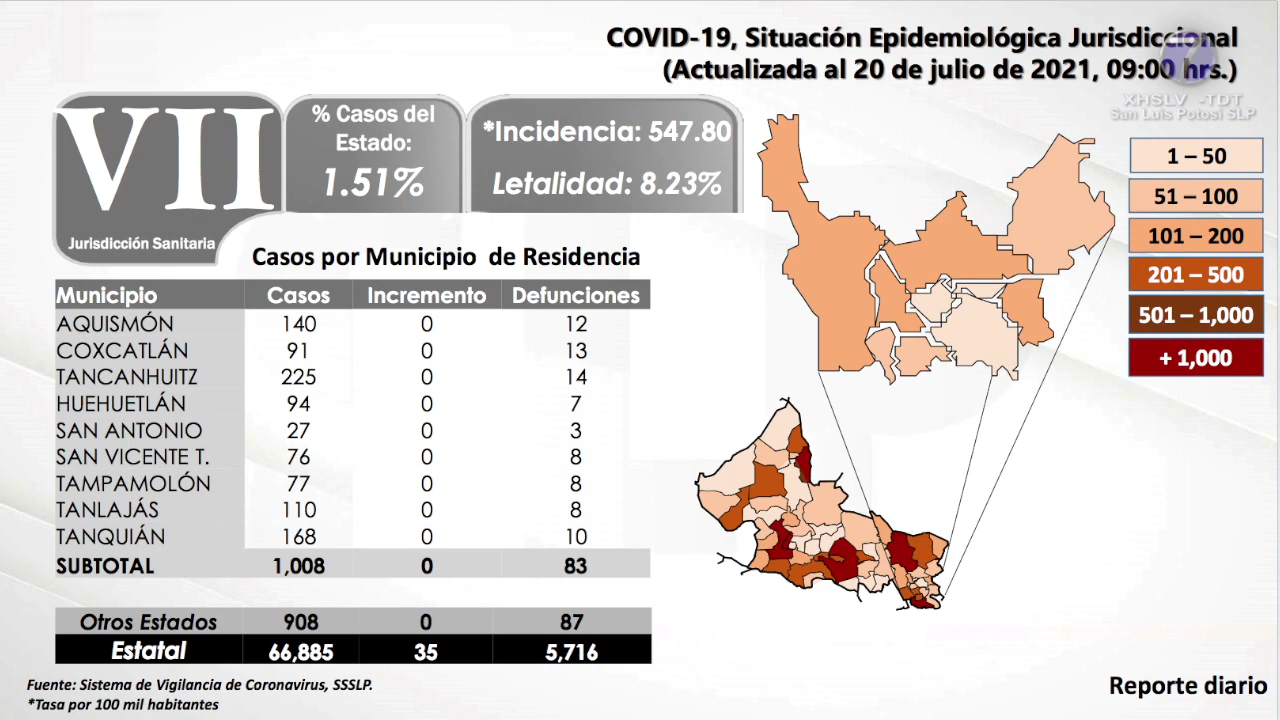 COVID-19, Situación Epidemiológica Jurisdiccional
(Actualizada al 20 de julio de 2021, 09:00 hrs.)
7
XHSLV -TDT
San Luis Potosí SLP
VII
Jurisdicción Sanitaria
% Casos del
Estado:
1.51%
*Incidencia: 547.80
Letalidad: 8.23%
1 – 50
51 – 100
101 – 200
201 – 500
501 – 1,000
+ 1,000
Casos por Municipio de Residencia
Municipio Casos Incremento Defunciones
AQUISMÓN 140 0 12
COXCATLÁN 91 0 13
TANCANHUITZ 225 0 14
HUEHUETLÁN 94 0 7
SAN ANTONIO 27 0 3
SAN VICENTE T. 76 0 8
TAMPAMOLÓN 77 0 8
TANLAJÁS 110 0 8
TANQUIÁN 168 0 10
SUBTOTAL 1,008 0 83
Otros Estados 908 0 87
Estatal 66,885 35 5,716
Fuente: Sistema de Vigilancia de Coronavirus, SSSLP.
*Tasa por 100 mil habitantes
Reporte diario